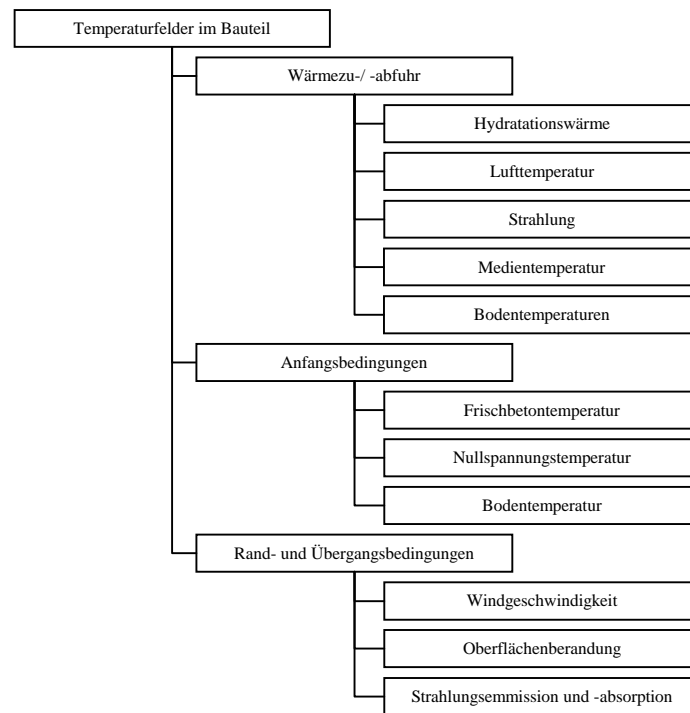 Temperaturfelder im Bauteil
Wärmezu-/ -abfuhr
Hydratationswärme
Lufttemperatur
Strahlung
Medientemperatur
Bodentemperaturen
Anfangsbedingungen
Frischbetontemperatur
Nullspannungstemperatur
Bodentemperatur
Rand- und Übergangsbedingungen
Windgeschwindigkeit
Oberflächenberandung
Strahlungsemmission und -absorption